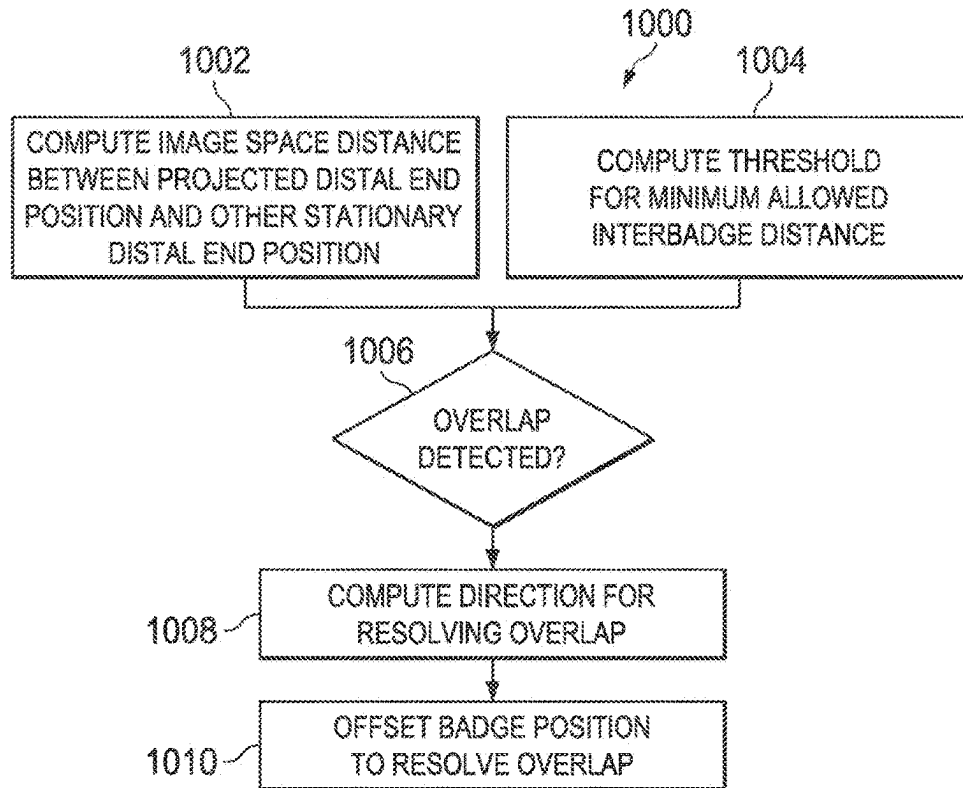 1000
1002
1004
COMPUTE IMAGE SPACE DISTANCE
BETWEEN PROJECTED DISTAL END
POSITION AND OTHER STATIONARY
DISTAL END POSITION
COMPUTE THRESHOLD
FOR MINIMUM ALLOWED
INTERBADGE DISTANCE
1006
OVERLAP
DETECTED?
COMPUTE DIRECTION FOR
RESOLVING OVERLAP
1008
OFFSET BADGE POSITION
TO RESOLVE OVERLAP
1010